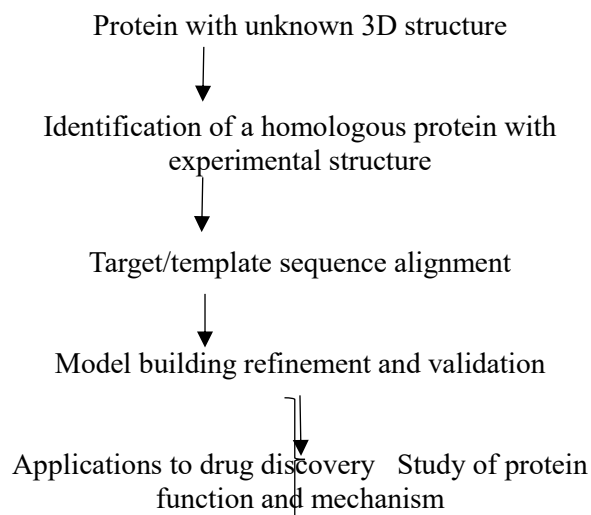 Protein with unknown 3D structure
Identification of a homologous protein with
experimental structure
Target/template sequence alignment
Model building refinement and validation
Applications to drug discovery   Study of protein
function and mechanism